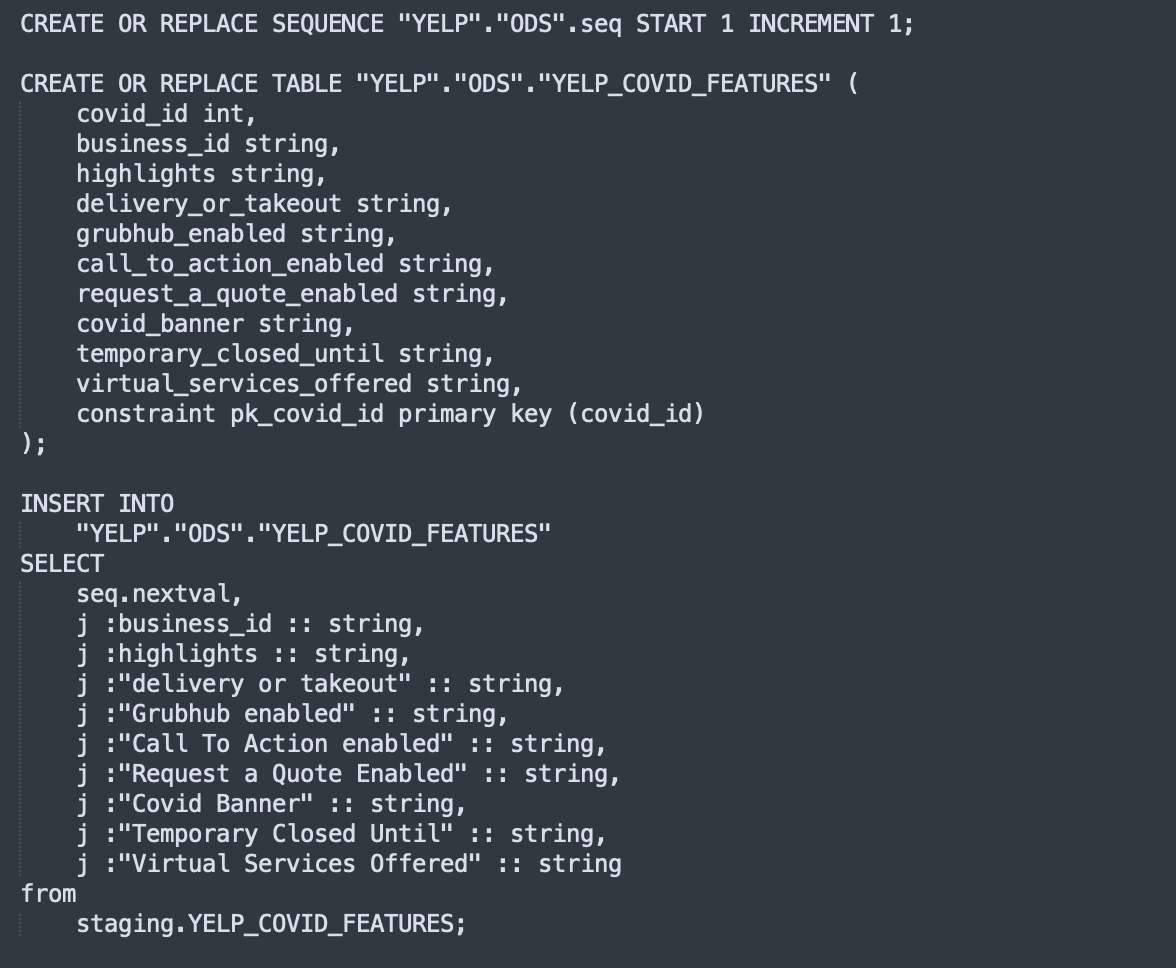 CREATE OR REPLACE SEQUENCE "YELP"."ODS".seq START 1 INCREMENT 1;

CREATE OR REPLACE TABLE "YELP"."ODS"."YELP_COVID_FEATURES" (
    covid_id int,
    business_id string,
    highlights string,
    delivery_or_takeout string,
    grubhub_enabled string,
    call_to_action_enabled string,
    request_a_quote_enabled string,
    covid_banner string,
    temporary_closed_until string,
    virtual_services_offered string,
    constraint pk_covid_id primary key (covid_id)
);

INSERT INTO
    "YELP"."ODS"."YELP_COVID_FEATURES"
SELECT
    seq.nextval,
    j :business_id :: string,
    j :highlights :: string,
    j :"delivery or takeout" :: string,
    j :"Grubhub enabled" :: string,
    j :"Call To Action enabled" :: string,
    j :"Request a Quote Enabled" :: string,
    j :"Covid Banner" :: string,
    j :"Temporary Closed Until" :: string,
    j :"Virtual Services Offered" :: string
from
    staging.YELP_COVID_FEATURES;